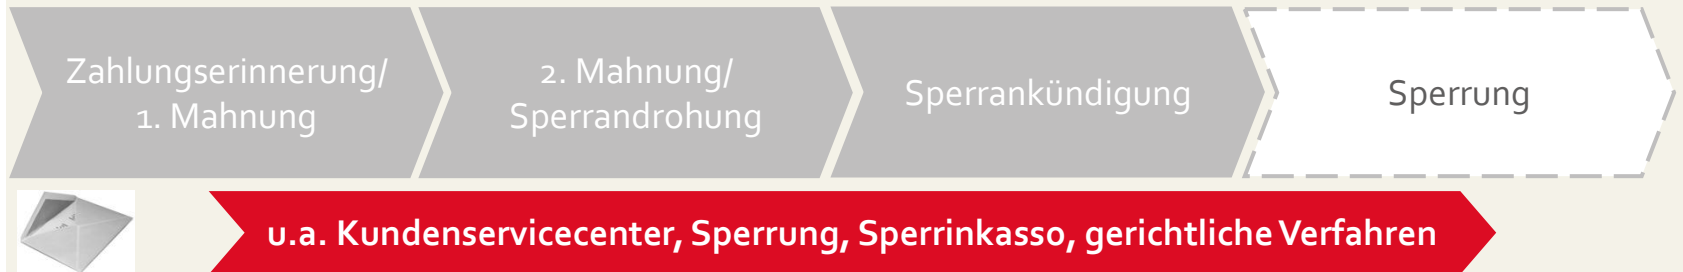 Zahlungserinnerung/
1. Mahnung
2. Mahnung/
Sperrandrohung
Sperrankündigung
Sperrung
u.a. Kundenservicecenter, Sperrung, Sperrinkasso, gerichtliche Verfahren